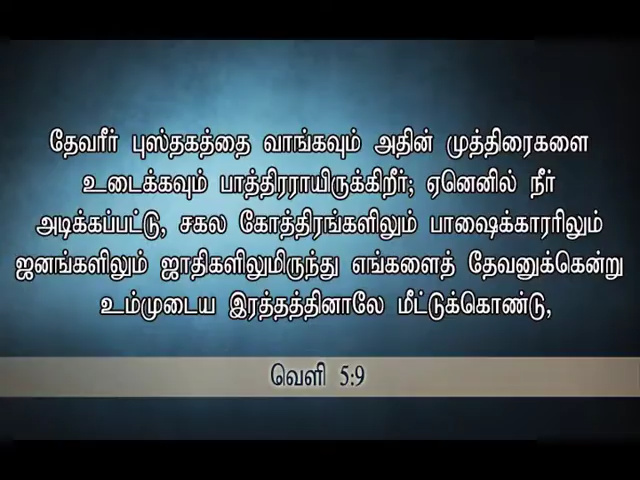 தேவரீர் புஸ்தகத்தை வாங்கவும் அதின் முத்திரைகளை
உடைக்கவும் பாத்திரராயிருக்கிறீர்; ஏனெனில் நீர்
அடிக்கப்பட்டு, சகல கோத்திரங்களிலும் பாஷைக்காரரிலும்
ஜனங்களிலும் ஜாதிகளிலுமிருந்து எங்களைத் தேவனுக்கென்று
உம்முடைய இரத்தத்தினாலே மீட்டுக்கொண்டு,
வெளி 5:9